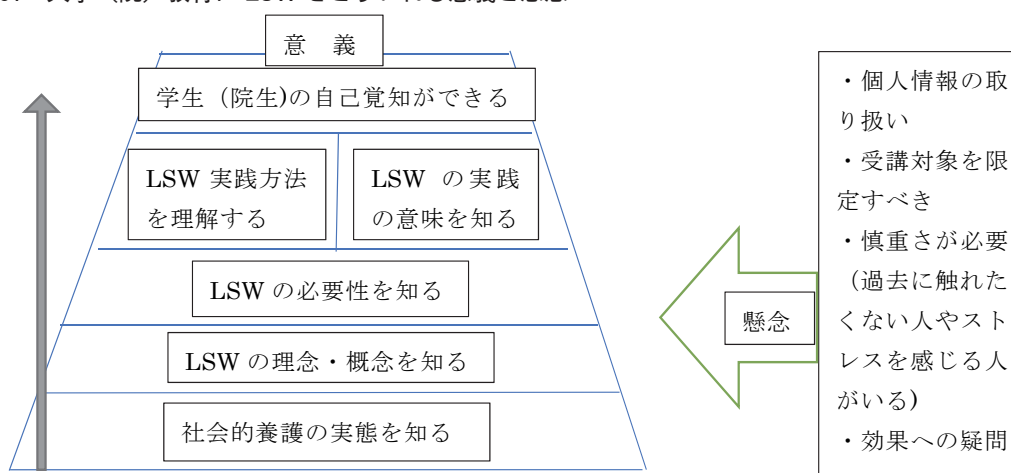 意 義
学生（院生)の自己覚知ができる
LSW 実践方法
を理解する
LSW の実践
の意味を知る
LSW の必要性を知る
LSW の理念・概念を知る
社会的養護の実態を知る
懸念
・個人情報の取
り扱い
・受講対象を限
定すべき
・慎重さが必要
（過去に触れた
くない人やスト
レスを感じる人
がいる)
・効果への疑問